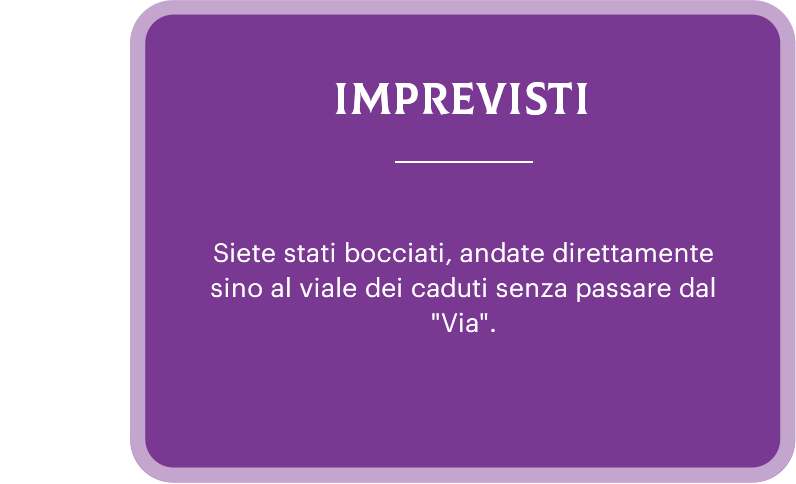 IMPREVISTI
Siete stati bocciati, andate direttamente
sino al viale dei caduti senza passare dal
"Via".